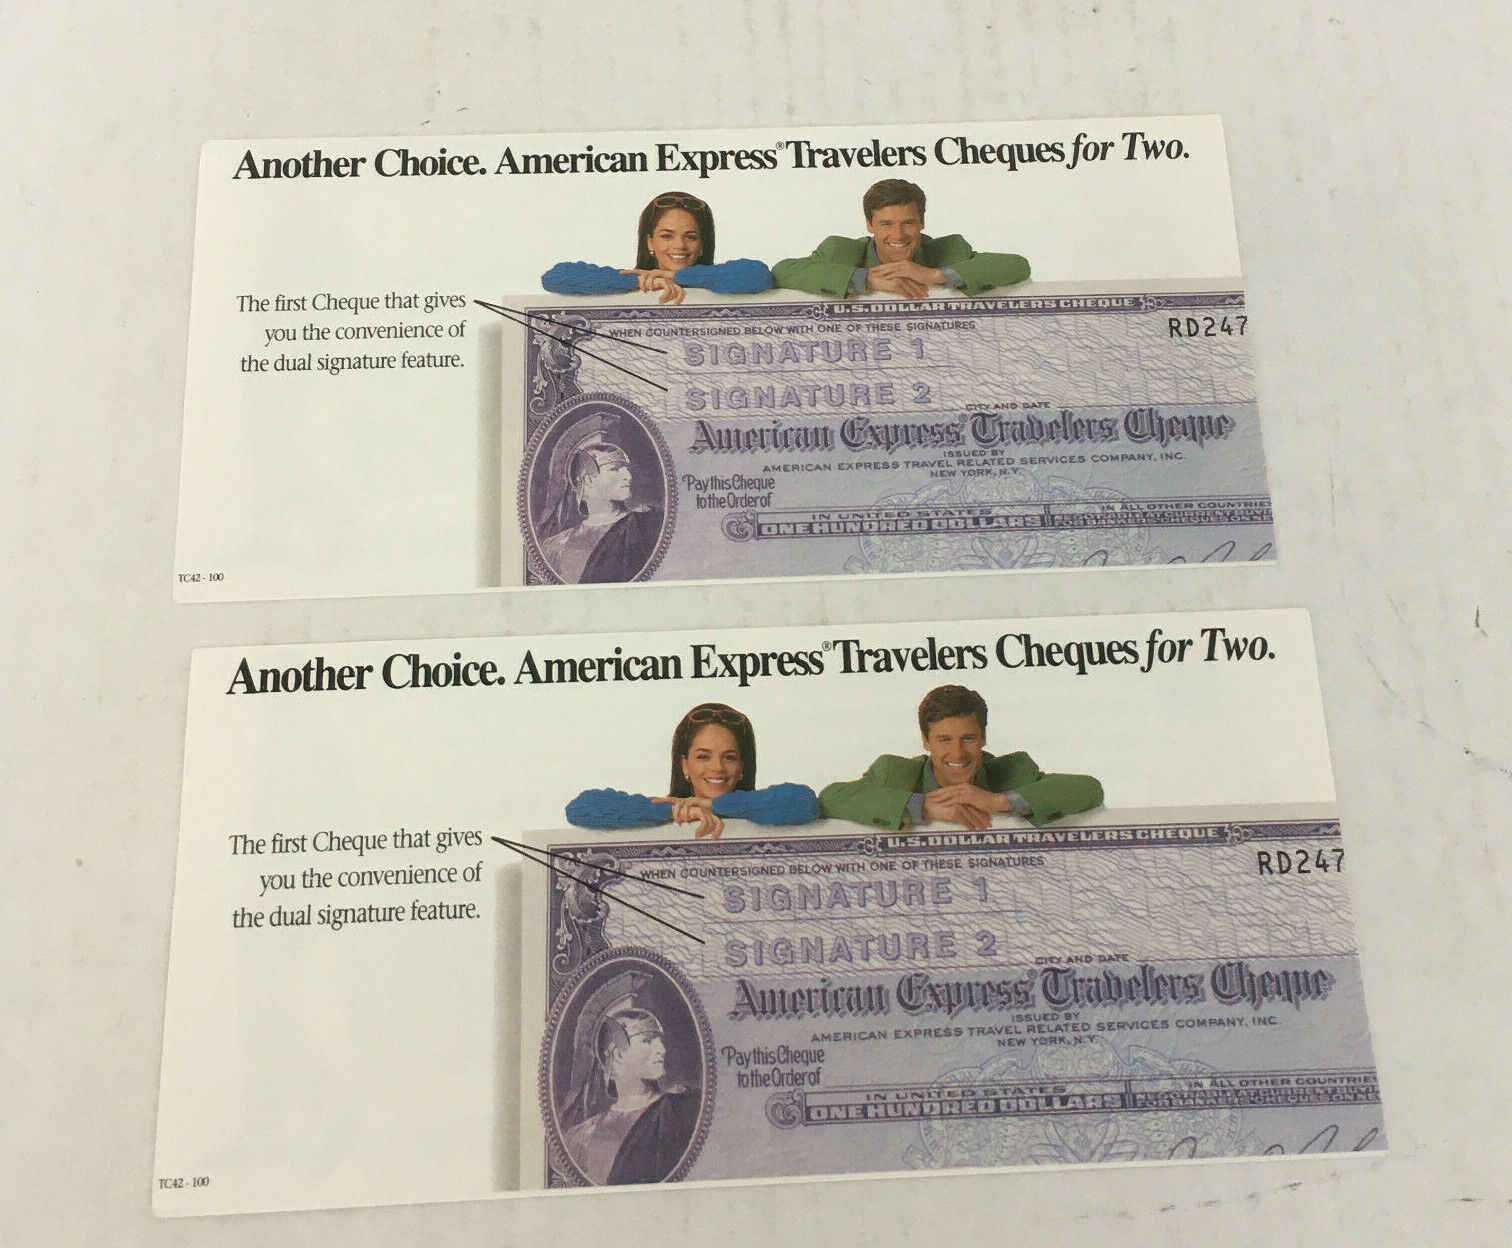 Another Choice. American Express® Travelers Cheques for Two.
The first Cheque that gives
you the convenience of
the dual signature feature.
U.S. DOLLAR TRAVELERS CHEQUE
WHEN COUNTERSIGNED BELOW WITH ONE OF THESE SIGNATURES
RD247
SIGNATURE 1
SIGNATURE 2
CITY AND DATE
American Express® Travelers Cheque
ISSUED BY
AMERICAN EXPRESS TRAVEL RELATED SERVICES COMPANY, INC.
NEW YORK, N.Y.
Pay this Cheque
to the Order of
IN UNITED STATES
ONE HUNDRED DOLLARS
IN ALL OTHER COUNTRIE
TC42 - 100
Another Choice. American Express® Travelers Cheques for Two.
The first Cheque that gives
you the convenience of
the dual signature feature.
U.S. DOLLAR TRAVELERS CHEQUE
WHEN COUNTERSIGNED BELOW WITH ONE OF THESE SIGNATURES
RD247
SIGNATURE 1
SIGNATURE 2
CITY AND DATE
American Express® Travelers Cheque
ISSUED BY
AMERICAN EXPRESS TRAVEL RELATED SERVICES COMPANY, INC.
NEW YORK, N.Y.
Pay this Cheque
to the Order of
IN UNITED STATES
ONE HUNDRED DOLLARS
IN ALL OTHER COUNTRIES
TC42 - 100